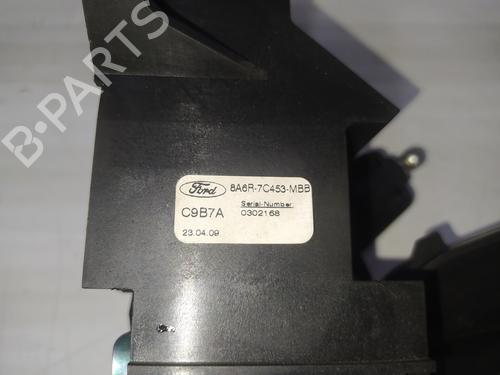 B-PARTS
Ford 8A6R-7C453-MBB
Serial-Number:
C9B7A 0302168
23.04.09